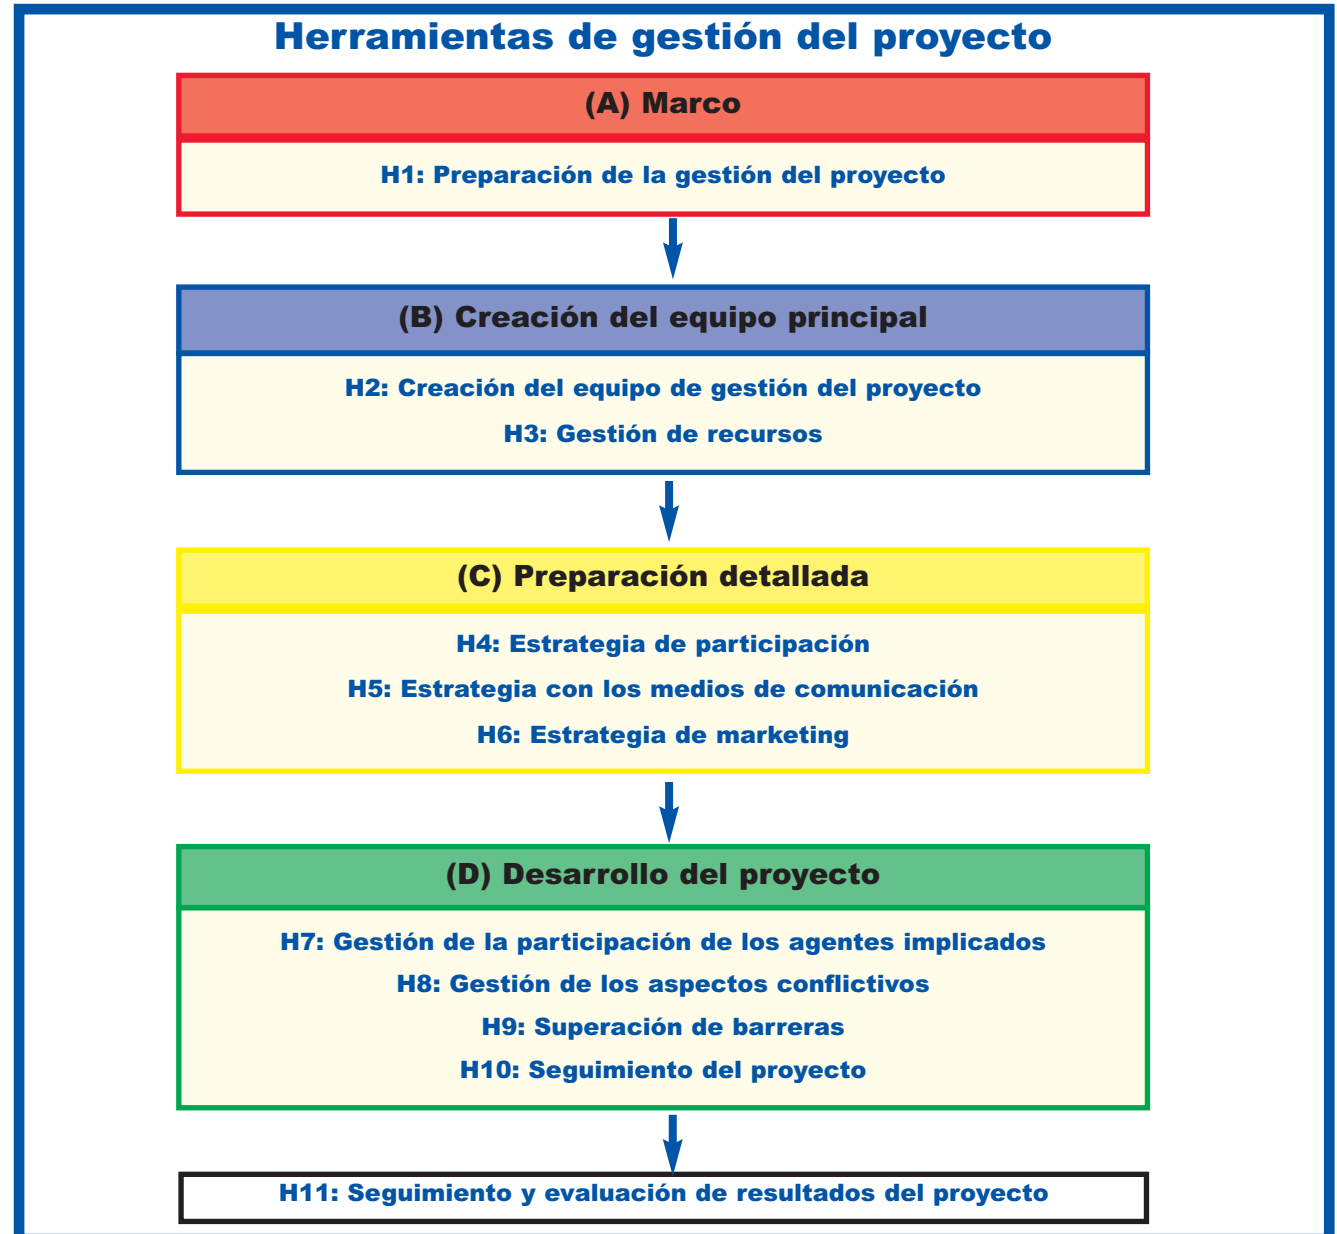 Herramientas de gestión del proyecto
(A) Marco
H1: Preparación de la gestión del proyecto
(B) Creación del equipo principal
H2: Creación del equipo de gestión del proyecto
H3: Gestión de recursos
(C) Preparación detallada
H4: Estrategia de participación
H5: Estrategia con los medios de comunicación
H6: Estrategia de marketing
(D) Desarrollo del proyecto
H7: Gestión de la participación de los agentes implicados
H8: Gestión de los aspectos conflictivos
H9: Superación de barreras
H10: Seguimiento del proyecto
H11: Seguimiento y evaluación de resultados del proyecto